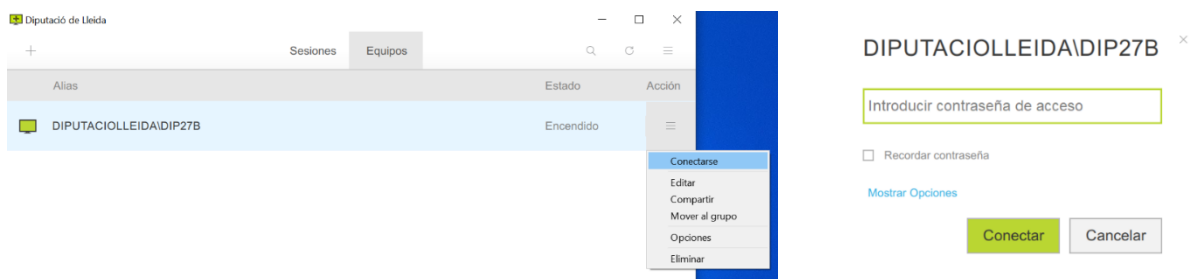 Diputació de Lleida
Sesiones Equipos
Alias Estado Acción
DIPUTACIOLLEIDA\DIP27B Encendido
Conectarse
Editar
Compartir
Mover al grupo
Opciones
Eliminar
DIPUTACIOLLEIDA\DIP27B
Introducir contraseña de acceso
Recordar contraseña
Mostrar Opciones
Conectar Cancelar